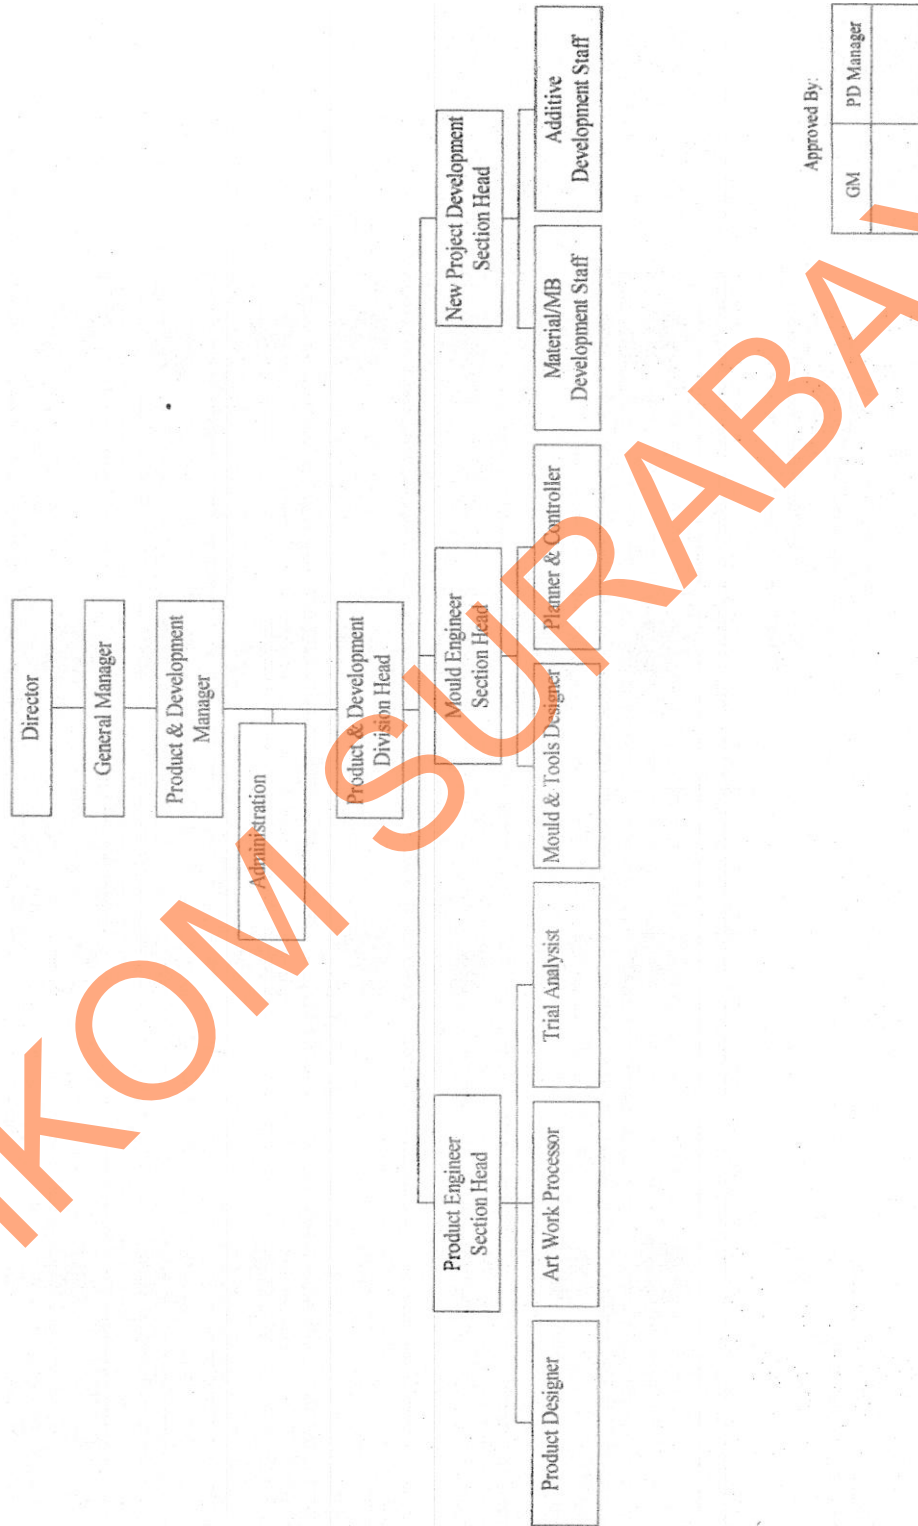 Director
General Manager
Product & Development
Manager
Administration
Product & Development
Division Head
Product Engineer
Section Head
Mould Engineer
Section Head
New Project Development
Section Head
Product Designer
Art Work Processor
Trial Analysist
Mould & Tools Designer
Planner & Controller
Material/MB
Development Staff
Additive
Development Staff
Approved By:
GM
PD Manager
IKOM SURABAYA